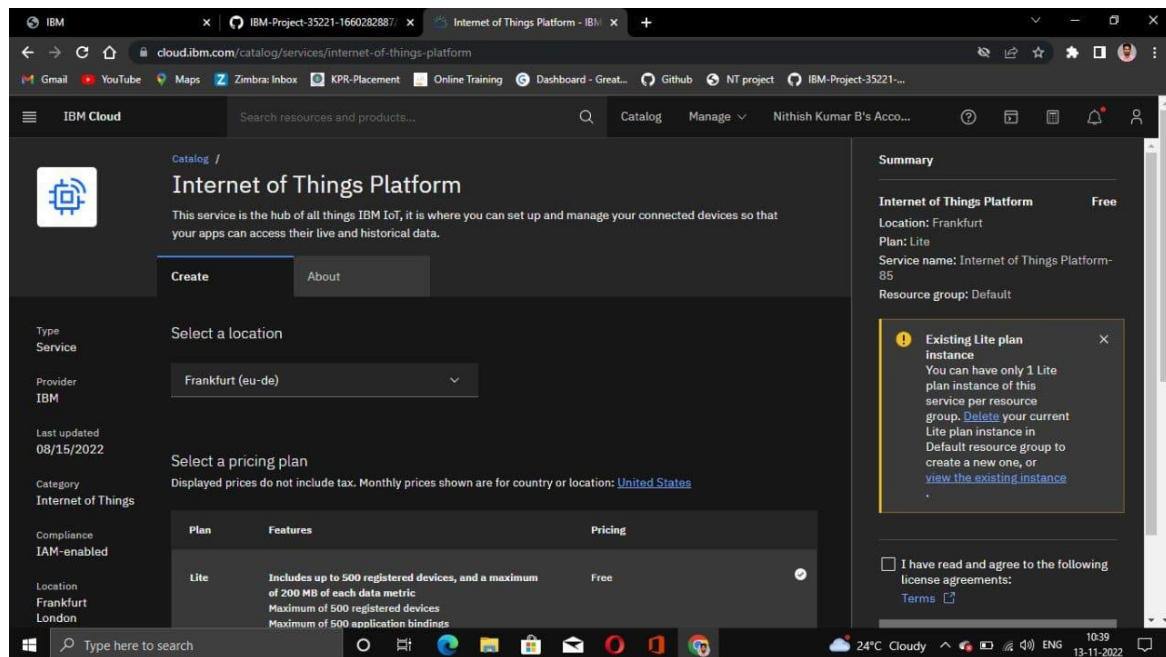 IBM
IBM-Project-35221-1660282887/
Internet of Things Platform - IBM
cloud.ibm.com/catalog/services/internet-of-things-platform
Gmail YouTube Maps Zimbra: Inbox KPR-Placement Online Training Dashboard - Great... Github NT project IBM-Project-35221-...
IBM Cloud Search resources and products... Catalog Manage Nithish Kumar B's Acco...
Catalog /
Internet of Things Platform
This service is the hub of all things IBM IoT, it is where you can set up and manage your connected devices so that
your apps can access their live and historical data.
Create About
Type
Service
Provider
IBM
Last updated
08/15/2022
Category
Internet of Things
Compliance
IAM-enabled
Location
Frankfurt
London
Select a location
Frankfurt (eu-de)
Select a pricing plan
Displayed prices do not include tax. Monthly prices shown are for country or location: United States
Plan Features Pricing
Lite Includes up to 500 registered devices, and a maximum Free
of 200 MB of each data metric
Maximum of 500 registered devices
Maximum of 500 application bindings
Summary
Internet of Things Platform Free
Location: Frankfurt
Plan: Lite
Service name: Internet of Things Platform-
85
Resource group: Default
Existing Lite plan
instance
You can have only 1 Lite
plan instance of this
service per resource
group. Delete your current
Lite plan instance in
Default resource group to
create a new one, or
view the existing instance
.
I have read and agree to the following
license agreements:
Terms
Type here to search
24°C Cloudy ENG 10:39
13-11-2022